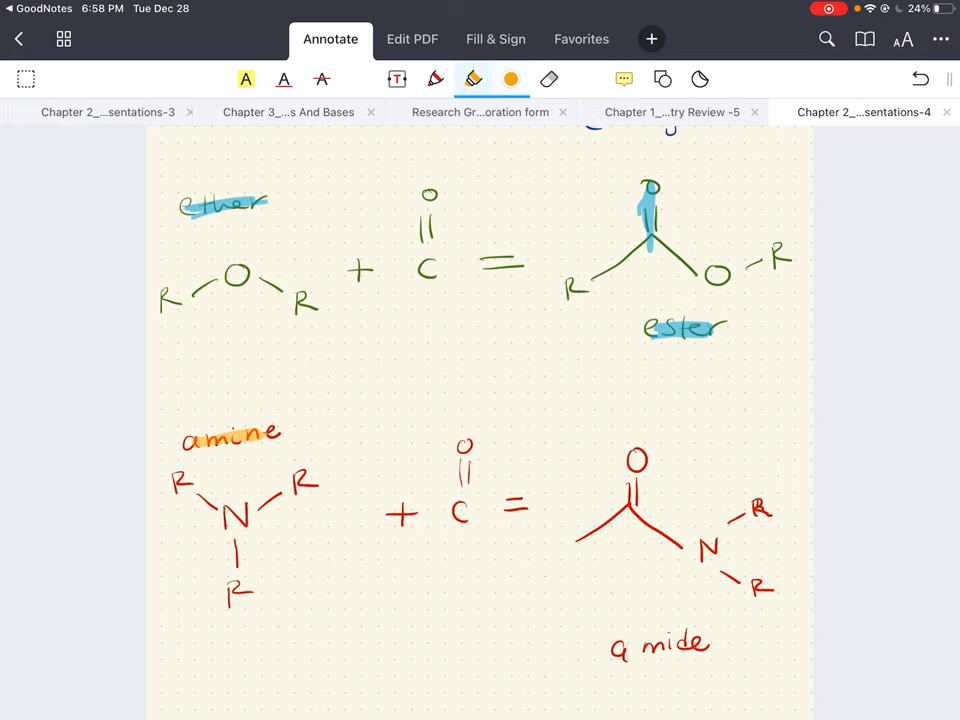 GoodNotes 6:58 PM Tue Dec 28 24%
Annotate Edit PDF Fill & Sign Favorites
A A A T AA
Chapter 2_...sentations-3 Chapter 3_...s And Bases Research Gr...oration form Chapter 1_...try Review -5 Chapter 2_...sentations-4
ether
O
O
R O R + C = R O R
ester
amine
O
O
R R
N + C = N R
R R
amide